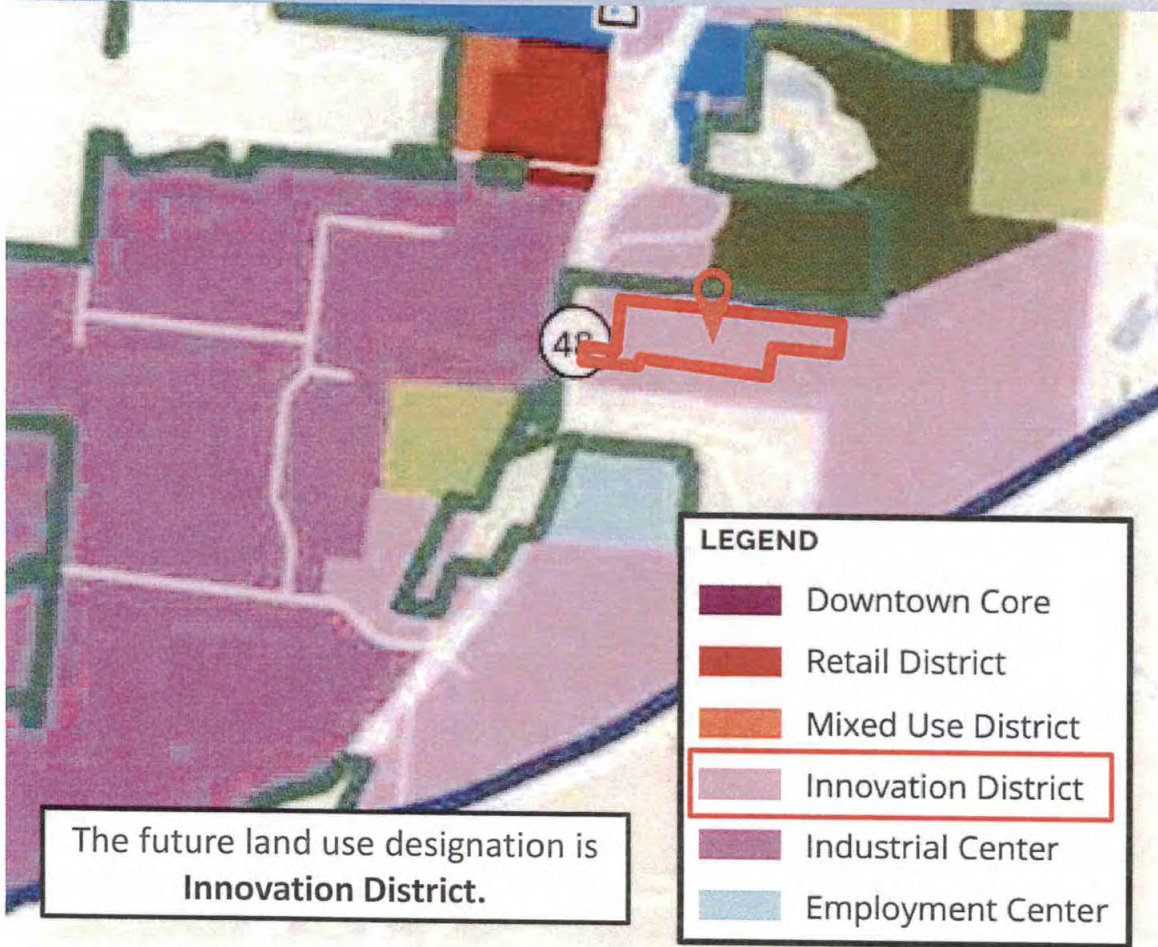 48
LEGEND
Downtown Core
Retail District
Mixed Use District
Innovation District
Industrial Center
Employment Center
The future land use designation is
Innovation District.